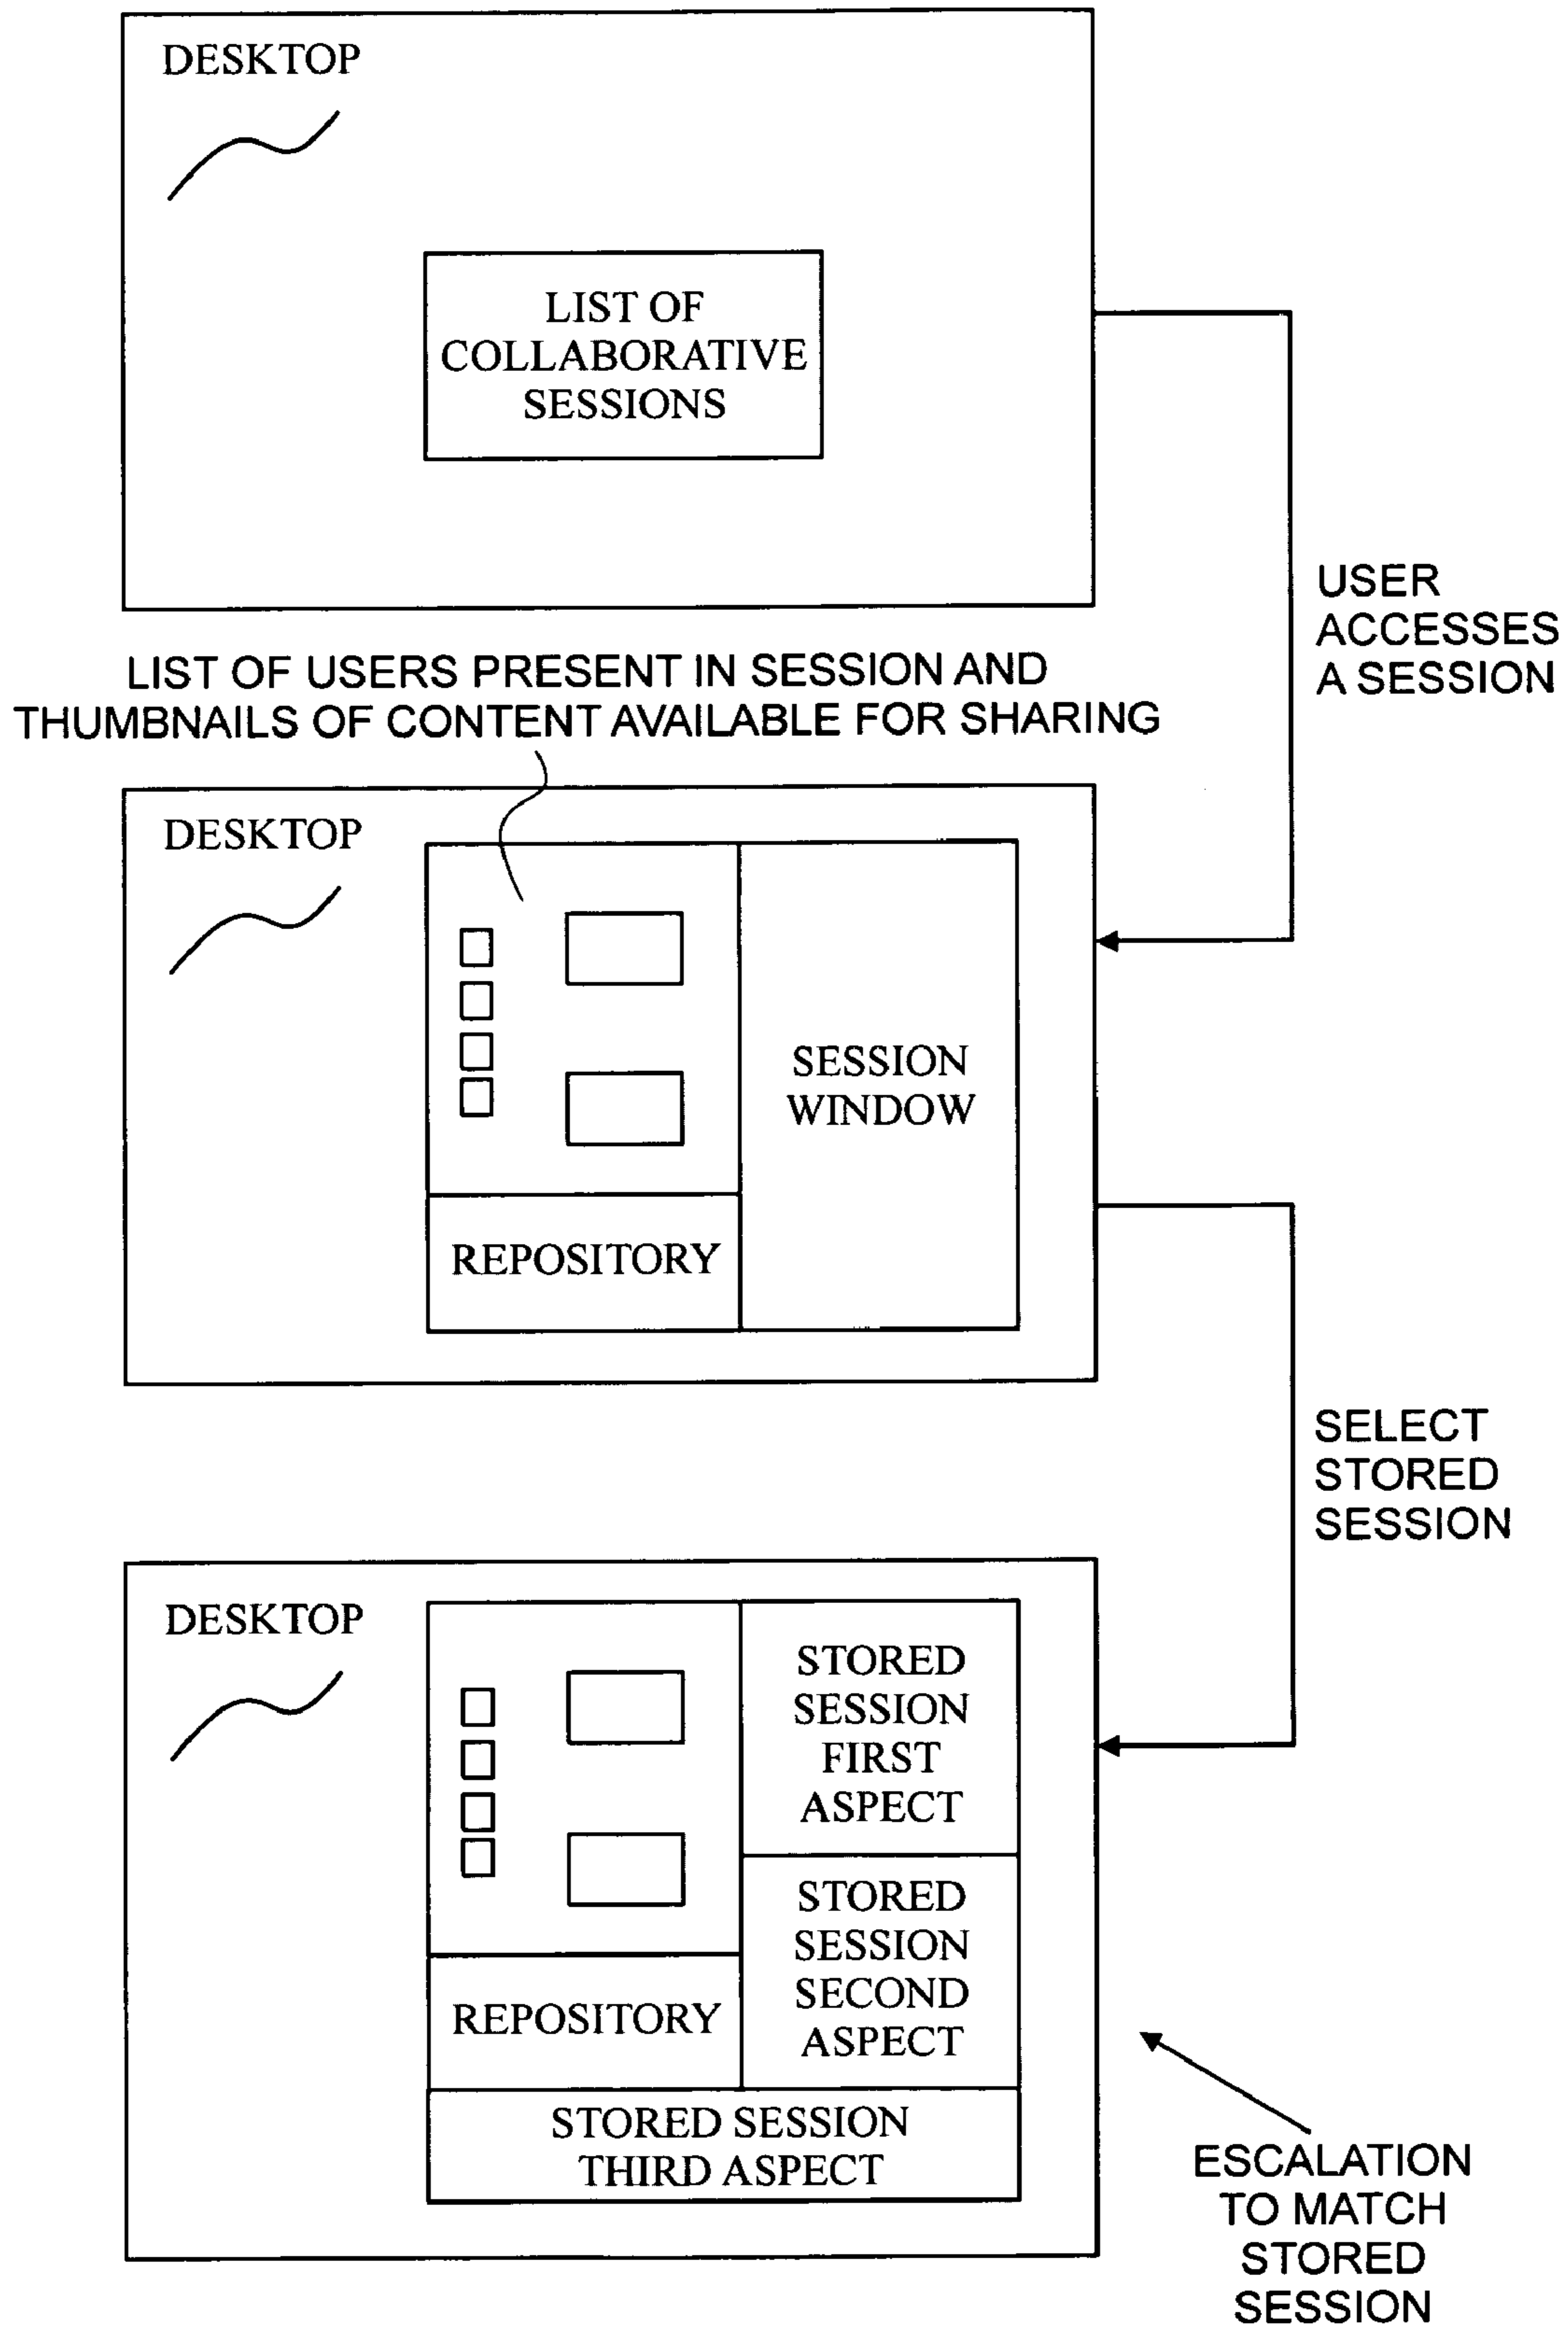 DESKTOP
LIST OF
COLLABORATIVE
SESSIONS
USER
ACCESSES
A SESSION
LIST OF USERS PRESENT IN SESSION AND
THUMBNAILS OF CONTENT AVAILABLE FOR SHARING
DESKTOP
SESSION
WINDOW
REPOSITORY
SELECT
STORED
SESSION
DESKTOP
STORED
SESSION
FIRST
ASPECT
STORED
SESSION
SECOND
ASPECT
REPOSITORY
STORED SESSION
THIRD ASPECT
ESCALATION
TO MATCH
STORED
SESSION